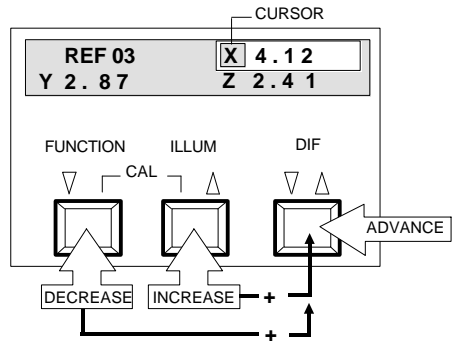 CURSOR
REF 03 X 4.12
Y 2.87 Z 2.41
FUNCTION ILLUM DIF
CAL
ADVANCE
DECREASE INCREASE +
+